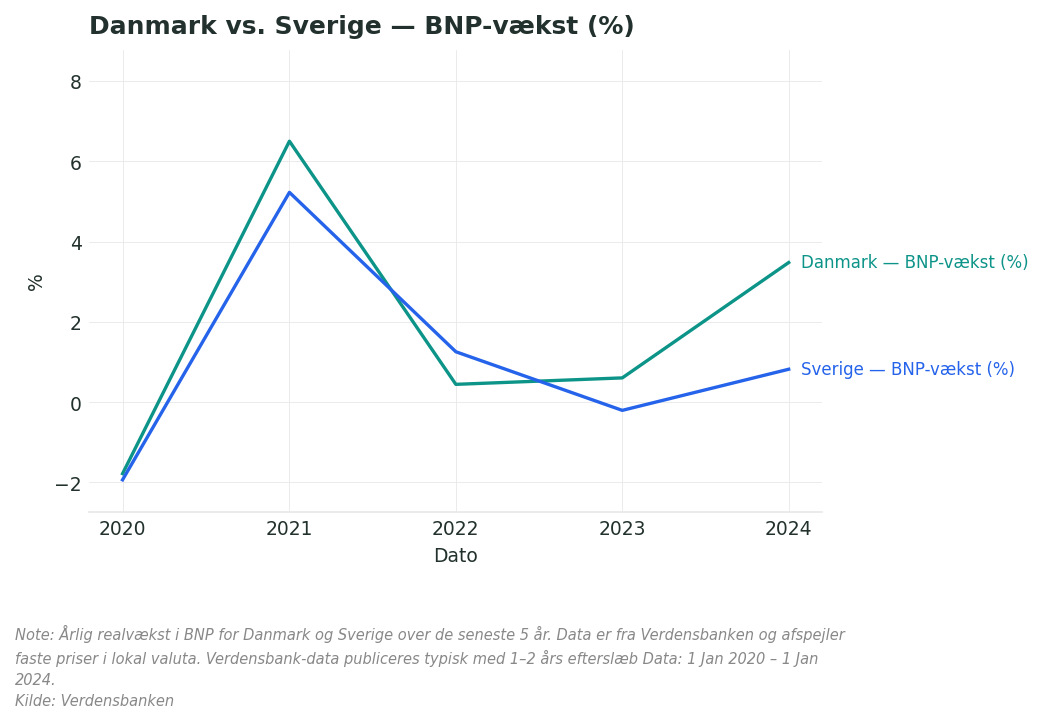 Danmark vs. Sverige — BNP-vækst (%)
8
6
4
2
0
−2
%
2020
2021
2022
2023
2024
Dato
Danmark — BNP-vækst (%)
Sverige — BNP-vækst (%)
Note: Årlig realvækst i BNP for Danmark og Sverige over de seneste 5 år. Data er fra Verdensbanken og afspejler
faste priser i lokal valuta. Verdensbank-data publiceres typisk med 1–2 års efterslæb Data: 1 Jan 2020 – 1 Jan
2024.
Kilde: Verdensbanken